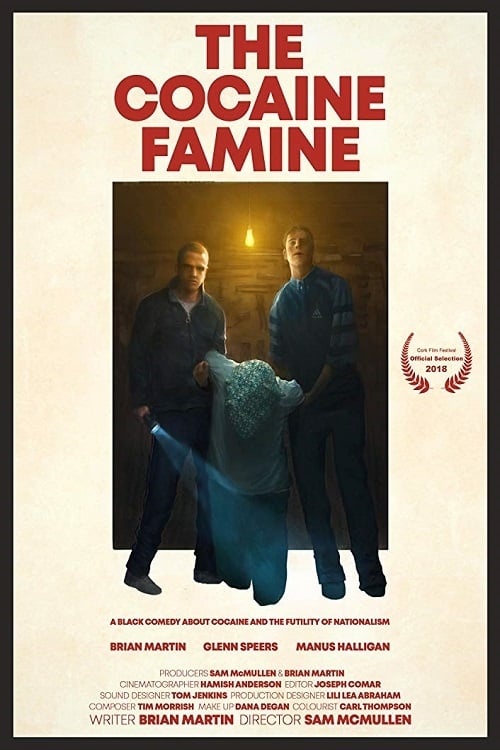 THE
COCAINE
FAMINE
adidas
Cork Film Festival
Official Selection
2018
A BLACK COMEDY ABOUT COCAINE AND THE FUTILITY OF NATIONALISM
BRIAN MARTIN GLENN SPEERS MANUS HALLIGAN
PRODUCERS SAM McMULLEN & BRIAN MARTIN
CINEMATOGRAPHER HAMISH ANDERSON EDITOR JOSEPH COMAR
SOUND DESIGNER TOM JENKINS PRODUCTION DESIGNER LILI LEA ABRAHAM
COMPOSER TIM MORRISH MAKE UP DANA DEGAN COLOURIST CARL THOMPSON
WRITER BRIAN MARTIN DIRECTOR SAM MCMULLEN